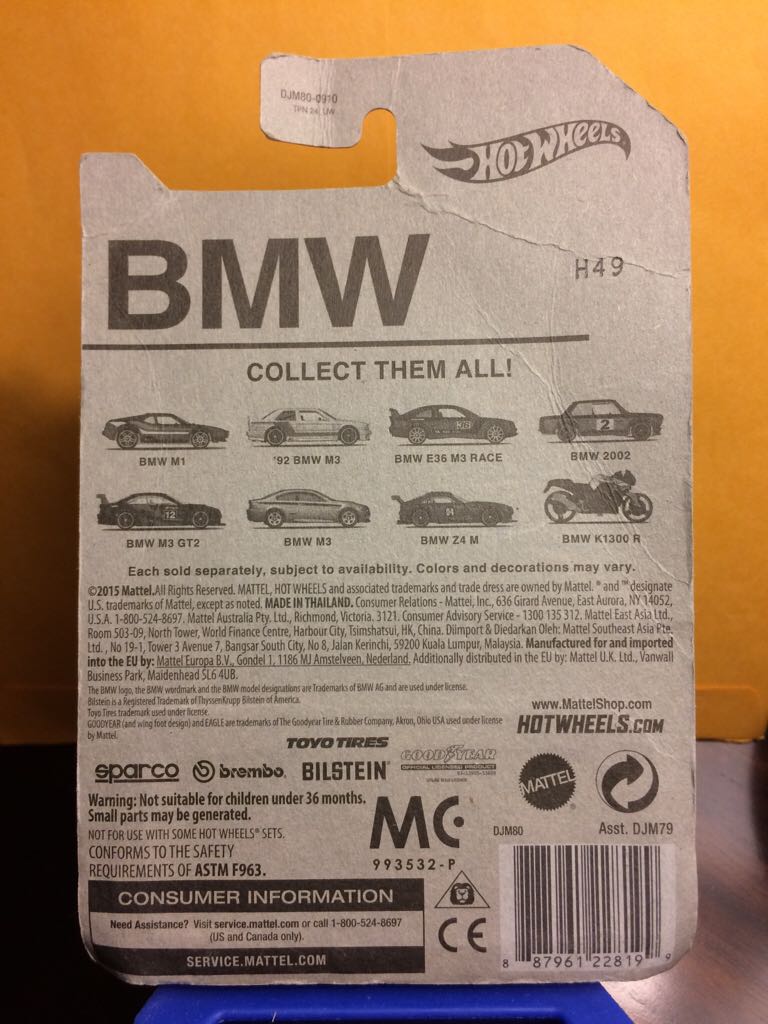 DJM80-0910
TPN 24 UW
HOT WHEELS
BMW
H49
COLLECT THEM ALL!
BMW M1
'92 BMW M3
BMW E36 M3 RACE
BMW 2002
BMW M3 GT2
BMW M3
BMW Z4 M
BMW K1300 R
Each sold separately, subject to availability. Colors and decorations may vary.
©2015 Mattel. All Rights Reserved. MATTEL, HOT WHEELS and associated trademarks and trade dress are owned by Mattel. ® and ™ designate
U.S. trademarks of Mattel, except as noted. MADE IN THAILAND. Consumer Relations - Mattel, Inc., 636 Girard Avenue, East Aurora, NY 14052,
U.S.A. 1-800-524-8697. Mattel Australia Pty. Ltd., Richmond, Victoria. 3121. Consumer Advisory Service - 1300 135 312. Mattel East Asia Ltd.,
Room 503-09, North Tower, World Finance Centre, Harbour City, Tsimshatsui, HK, China. Diimport & Diedarkan Oleh: Mattel Southeast Asia Pte.
Ltd., No 19-1, Tower 3 Avenue 7, Bangsar South City, No 8, Jalan Kerinchi, 59200 Kuala Lumpur, Malaysia. Manufactured for and imported
into the EU by: Mattel Europa B.V., Gondel 1, 1186 MJ Amstelveen, Nederland. Additionally distributed in the EU by: Mattel U.K. Ltd., Vanwall
Business Park, Maidenhead SL6 4UB.
The BMW logo, the BMW wordmark and the BMW model designations are Trademarks of BMW AG and are used under license.
Bilstein is a Registered Trademark of ThyssenKrupp Bilstein of America.
Toyo Tires trademark used under license.
GOODYEAR (and wing foot design) and EAGLE are trademarks of The Goodyear Tire & Rubber Company, Akron, Ohio USA used under license
by Mattel.
www.MattelShop.com
HOTWHEELS.COM
TOYO TIRES
sparco
brembo.
BILSTEIN
GOODYEAR
OFFICIAL LICENSED PRODUCT
MATTEL
Warning: Not suitable for children under 36 months.
Small parts may be generated.
NOT FOR USE WITH SOME HOT WHEELS® SETS.
CONFORMS TO THE SAFETY
REQUIREMENTS OF ASTM F963.
MC
993532-P
DJM80
Asst. DJM79
CONSUMER INFORMATION
Need Assistance? Visit service.mattel.com or call 1-800-524-8697
(US and Canada only).
SERVICE.MATTEL.COM
CE
8 87961 22819 9